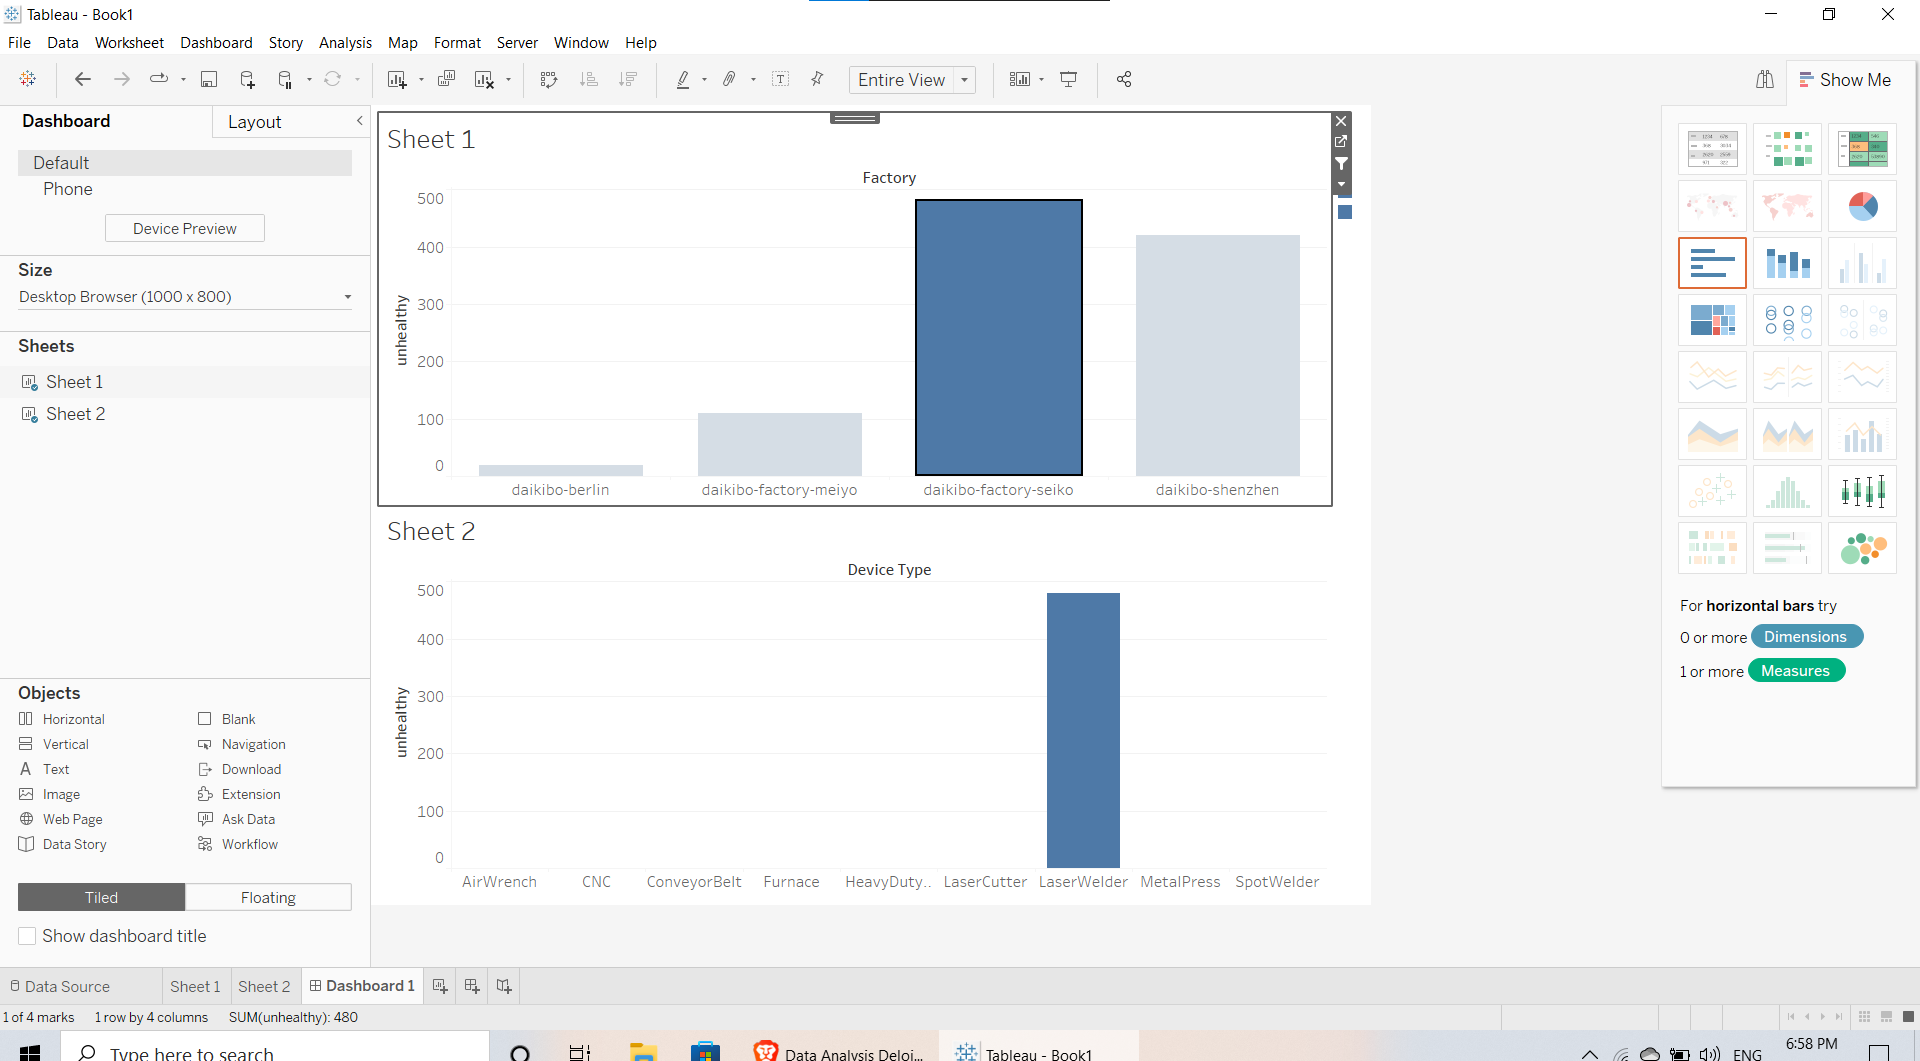 Tableau - Book1
File Data Worksheet Dashboard Story Analysis Map Format Server Window Help
Entire View
Show Me
Dashboard
Layout
Default
Phone
Device Preview
Size
Desktop Browser (1000 x 800)
Sheets
Sheet 1
Sheet 2
Objects
Horizontal Blank
Vertical Navigation
Text Download
Image Extension
Web Page Ask Data
Data Story Workflow
Tiled Floating
Show dashboard title
Sheet 1
Factory
500
400
300
200
100
0
unhealthy
daikibo-berlin daikibo-factory-meiyo daikibo-factory-seiko daikibo-shenzhen
Sheet 2
Device Type
500
400
300
200
100
0
unhealthy
AirWrench CNC ConveyorBelt Furnace HeavyDuty.. LaserCutter LaserWelder MetalPress SpotWelder
For horizontal bars try
0 or more Dimensions
1 or more Measures
Data Source Sheet 1 Sheet 2 Dashboard 1
1 of 4 marks 1 row by 4 columns SUM(unhealthy): 480
Type here to search
Data Analysis Deloi...
Tableau - Book1
ENG
6:58 PM